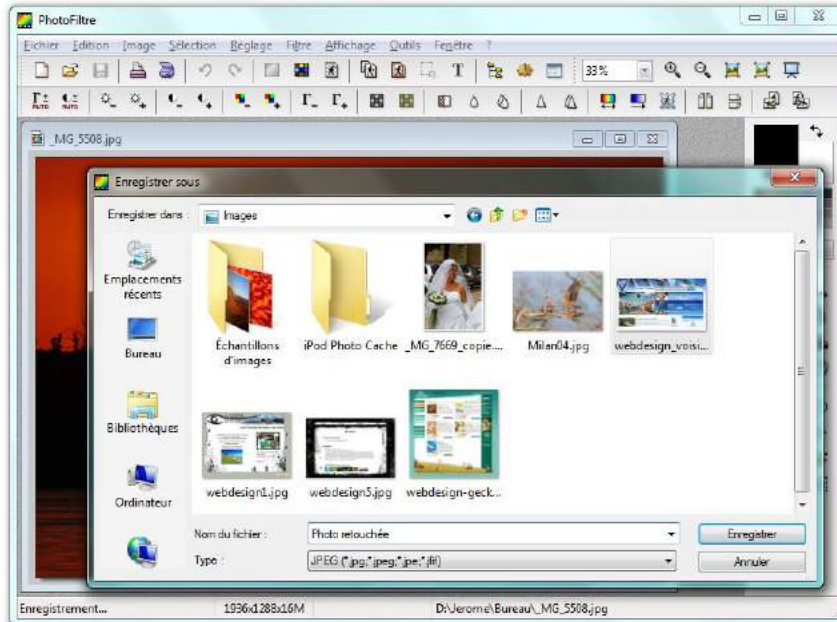 PhotoFiltre
Fichier Edition Image Sélection Réglage Filtre Affichage Outils Fenêtre ?
T 33%
AUTO AUTO
_MG_5508.jpg
Enregistrer sous
Enregistrer dans : Images
Emplacements
récents
Bureau
Bibliothèques
Ordinateur
Échantillons
d'images
iPod Photo Cache
_MG_7669_copie....
Milan04.jpg
webdesign_voisi...
webdesign1.jpg
webdesign5.jpg
webdesign-geck...
Nom du fichier : Photo retouchée Enregistrer
Type : JPEG (*.jpg;*.jpeg;*.jpe;*.jfif) Annuler
Enregistrement... 1936x1288x16M D:\Jerome\Bureau\_MG_5508.jpg